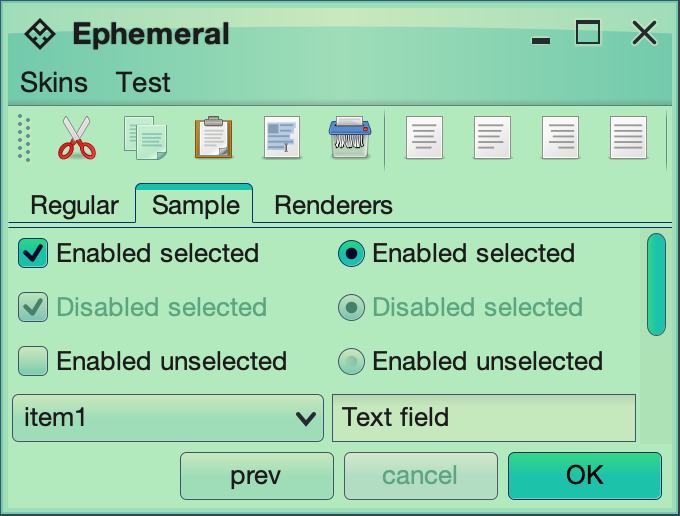 Ephemeral
Skins Test
Regular Sample Renderers
Enabled selected Enabled selected
Disabled selected Disabled selected
Enabled unselected Enabled unselected
item1 Text field
prev cancel OK